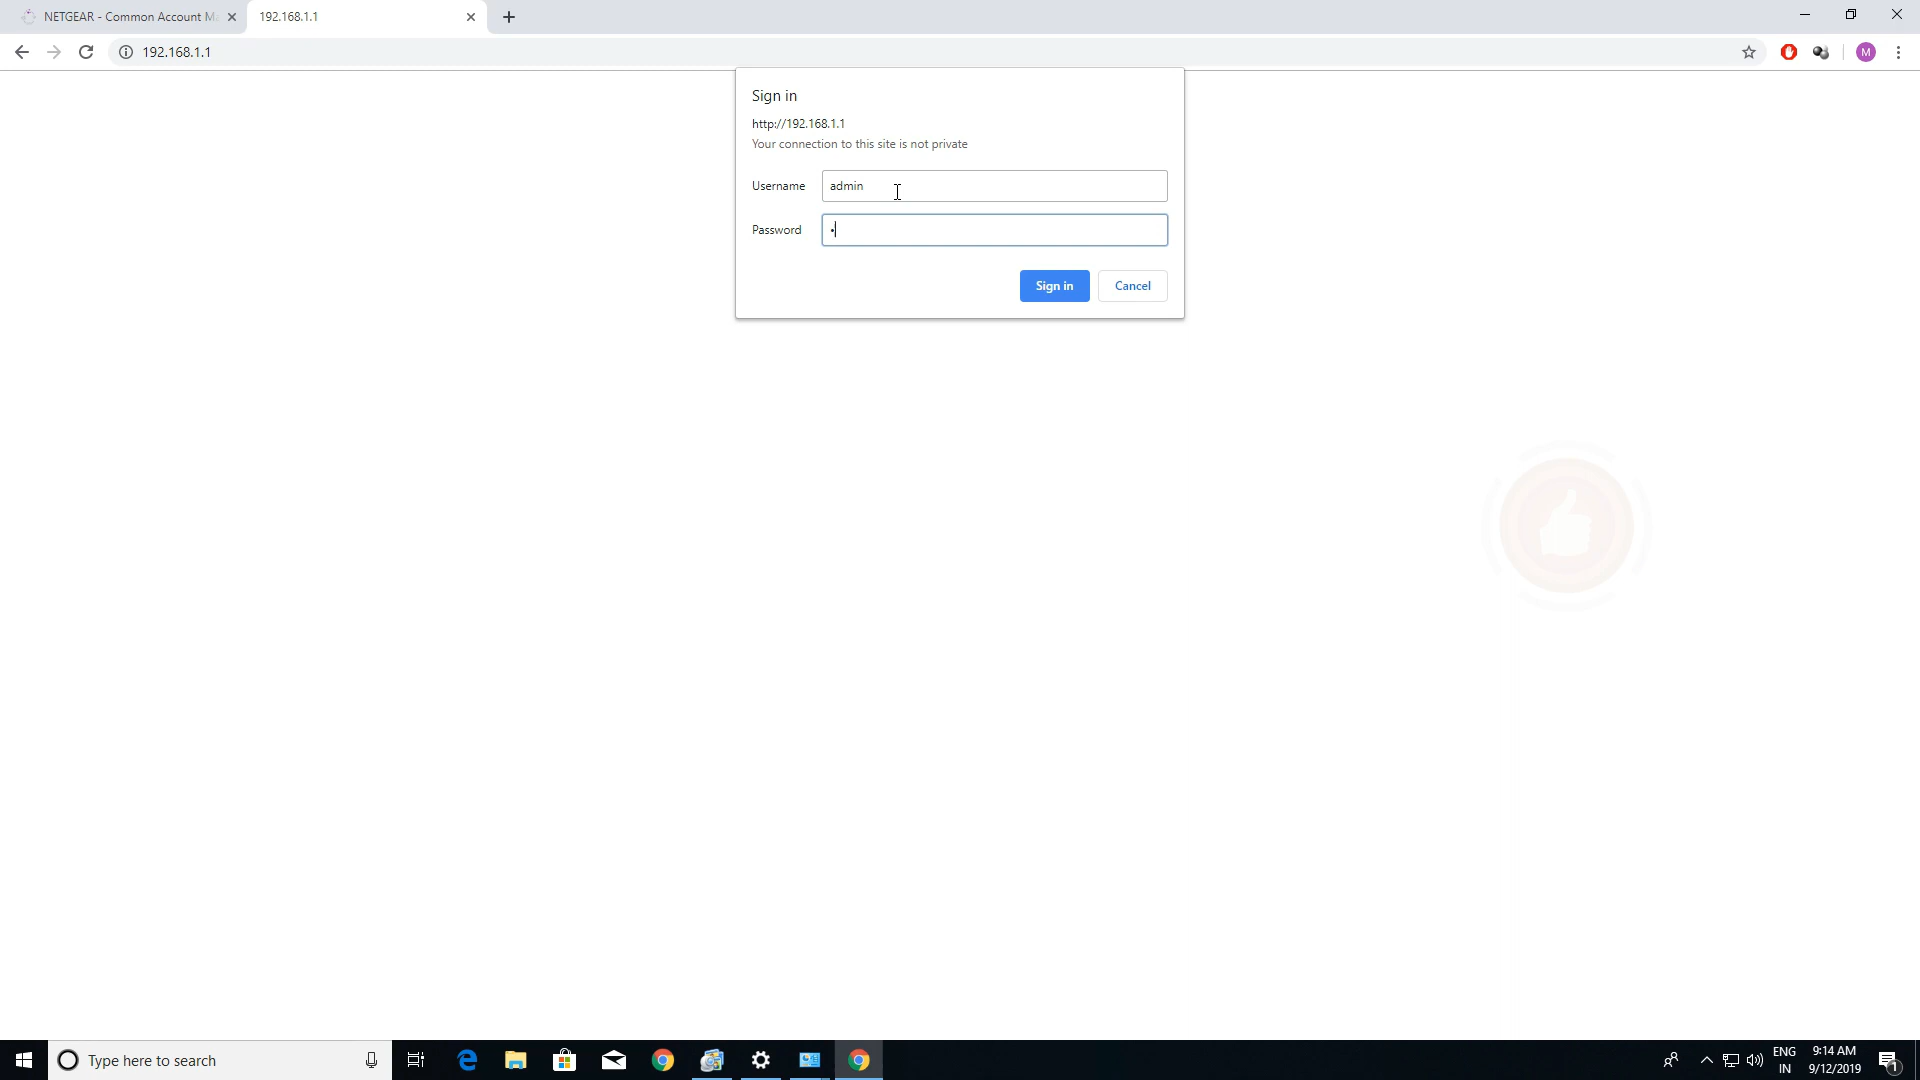 NETGEAR - Common Account Ma
192.168.1.1
192.168.1.1
M
Sign in
http://192.168.1.1
Your connection to this site is not private
Username
admin
Password
•
Sign in
Cancel
Type here to search
ENG
IN
9:14 AM
9/12/2019
1